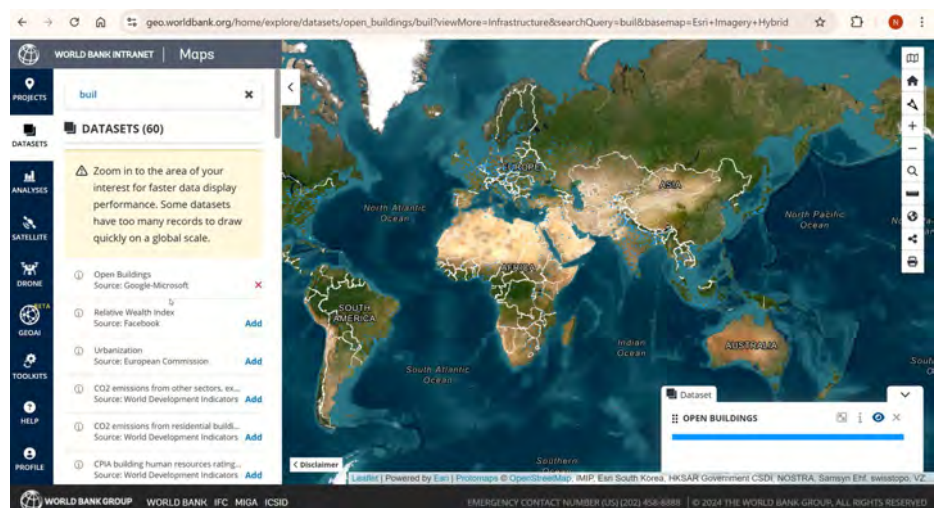 geo.worldbank.org/home/explore/datasets/open_buildings/buil?viewMore=Infrastructure&searchQuery=buil&basemap=Esri+Imagery+Hybrid
N
WORLD BANK INTRANET | Maps
PROJECTS
DATASETS
ANALYSES
SATELLITE
DRONE
BETA
GEOAI
TOOLKITS
HELP
PROFILE
buil
DATASETS (60)
Zoom in to the area of your
interest for faster data display
performance. Some datasets
have too many records to draw
quickly on a global scale.
Open Buildings
Source: Google-Microsoft
Relative Wealth Index
Source: Facebook Add
Urbanization
Source: European Commission Add
CO2 emissions from other sectors, ex...
Source: World Development Indicators Add
CO2 emissions from residential buildi...
Source: World Development Indicators Add
CPIA building human resources rating...
Source: World Development Indicators Add
EUROPE
ASIA
North Atlantic
Ocean
North Pacific
Ocean
AFRICA
SOUTH
AMERICA
Indian
Ocean
AUSTRALIA
South Atlantic
Ocean
Southern
Dataset
OPEN BUILDINGS
< Disclaimer
Leaflet | Powered by Esri | Protomaps © OpenStreetMap, IMIP, Esri South Korea, HKSAR Government CSDI, NOSTRA, Samsyn Ehf, swisstopo, VZ
WORLD BANK GROUP WORLD BANK IFC MIGA ICSID
EMERGENCY CONTACT NUMBER (US) (202) 458-8888 | © 2024 THE WORLD BANK GROUP, ALL RIGHTS RESERVED